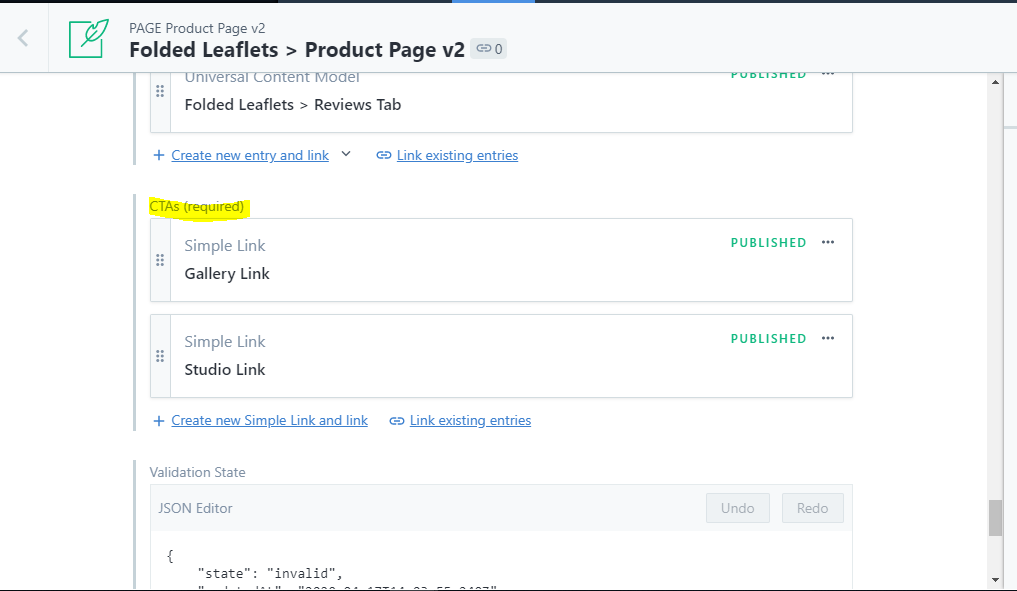 PAGE Product Page v2
Folded Leaflets > Product Page v2 0
Universal Content Model
PUBLISHED
Folded Leaflets > Reviews Tab
+ Create new entry and link
Link existing entries
CTAs (required)
Simple Link
PUBLISHED
Gallery Link
Simple Link
PUBLISHED
Studio Link
+ Create new Simple Link and link
Link existing entries
Validation State
JSON Editor
Undo
Redo
{
"state": "invalid",